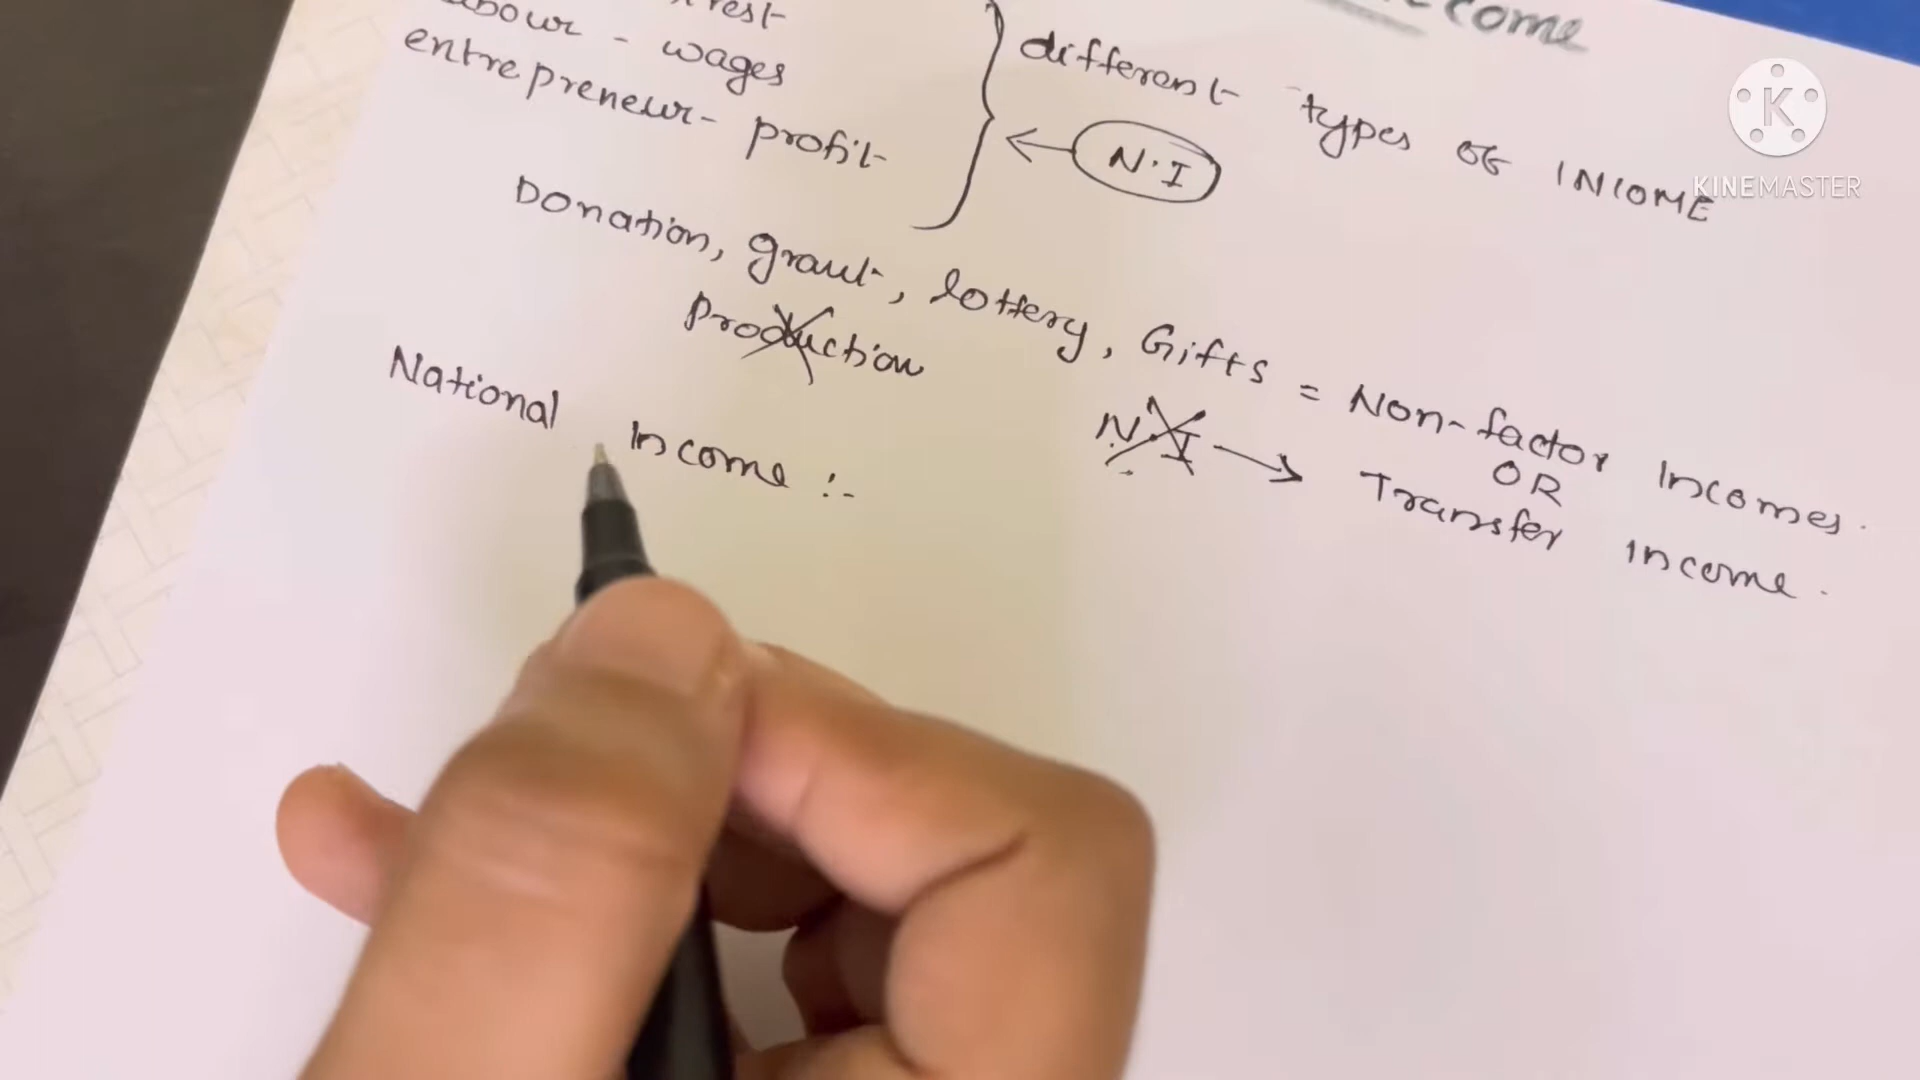 different types of INCOME
wages
entrepreneur - profit
N.I
Donation, grant, lottery, Gifts = Non-factor Incomes.
Production
N.I → Transfer Income.
OR
National Income :-
KINEMASTER